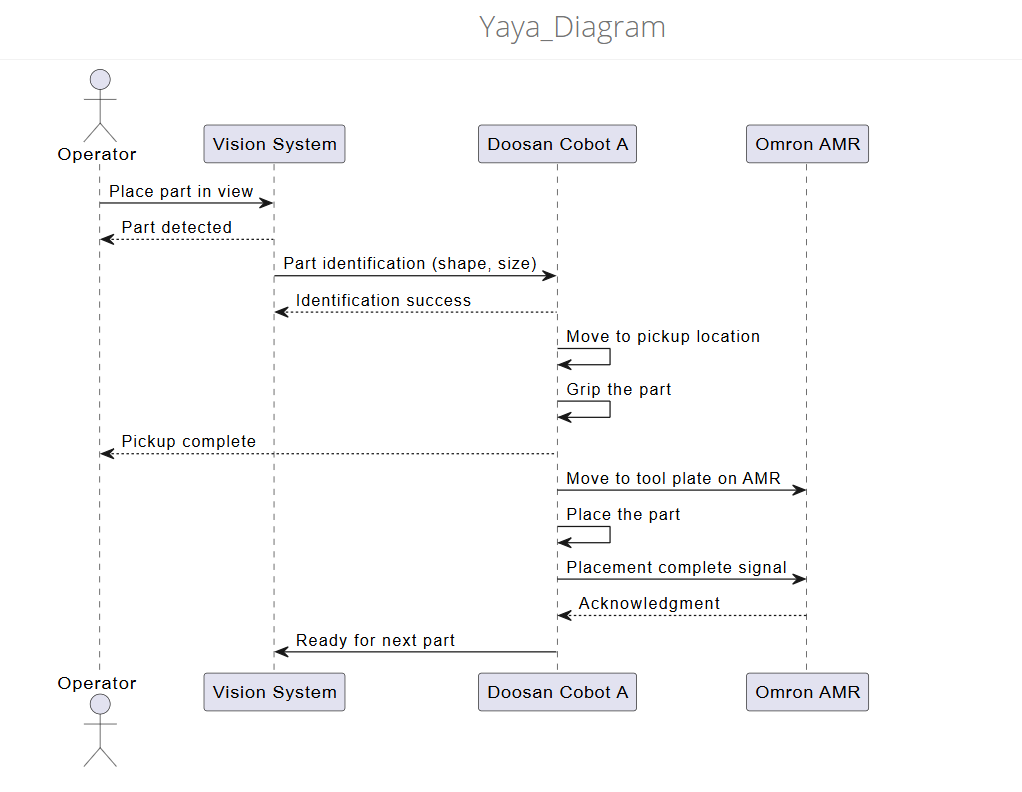 Yaya_Diagram
Operator
Vision System
Doosan Cobot A
Omron AMR
Place part in view
Part detected
Part identification (shape, size)
Identification success
Move to pickup location
Grip the part
Pickup complete
Move to tool plate on AMR
Place the part
Placement complete signal
Acknowledgment
Ready for next part
Operator
Vision System
Doosan Cobot A
Omron AMR